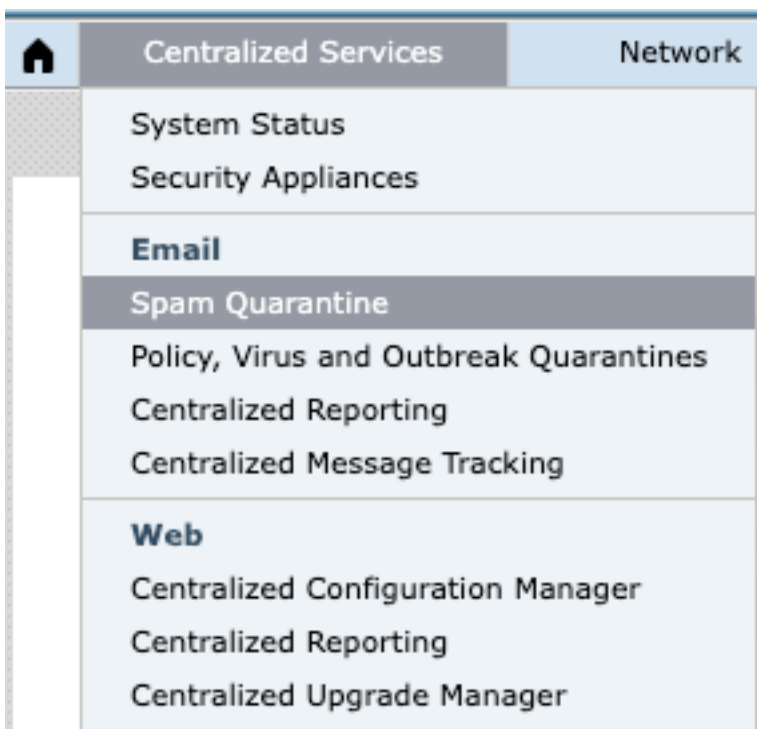 Centralized Services
Network
System Status
Security Appliances
Email
Spam Quarantine
Policy, Virus and Outbreak Quarantines
Centralized Reporting
Centralized Message Tracking
Web
Centralized Configuration Manager
Centralized Reporting
Centralized Upgrade Manager